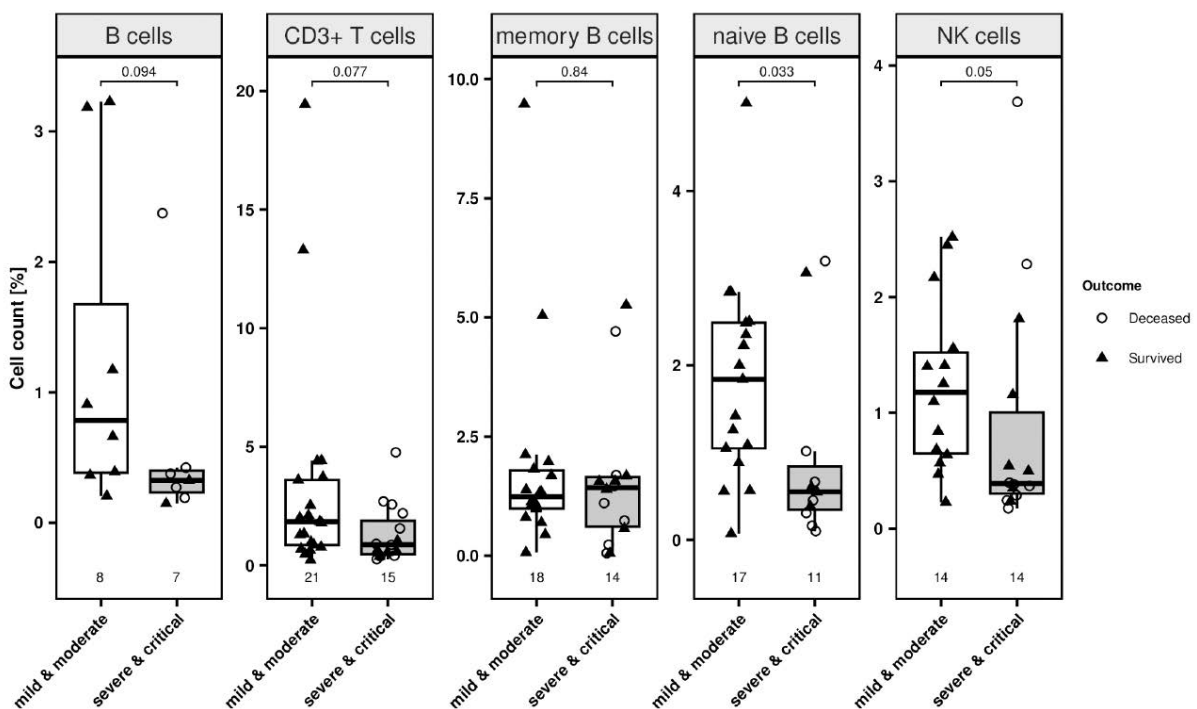 B cells
CD3+ T cells
memory B cells
naive B cells
NK cells
0.094
0.077
0.84
0.033
0.05
Cell count [%]
3
2
1
0
20
15
10
5
0
10.0
7.5
5.0
2.5
0.0
4
2
0
4
3
2
1
0
8
7
21
15
18
14
17
11
14
14
mild & moderate
severe & critical
mild & moderate
severe & critical
mild & moderate
severe & critical
mild & moderate
severe & critical
mild & moderate
severe & critical
Outcome
Deceased
Survived